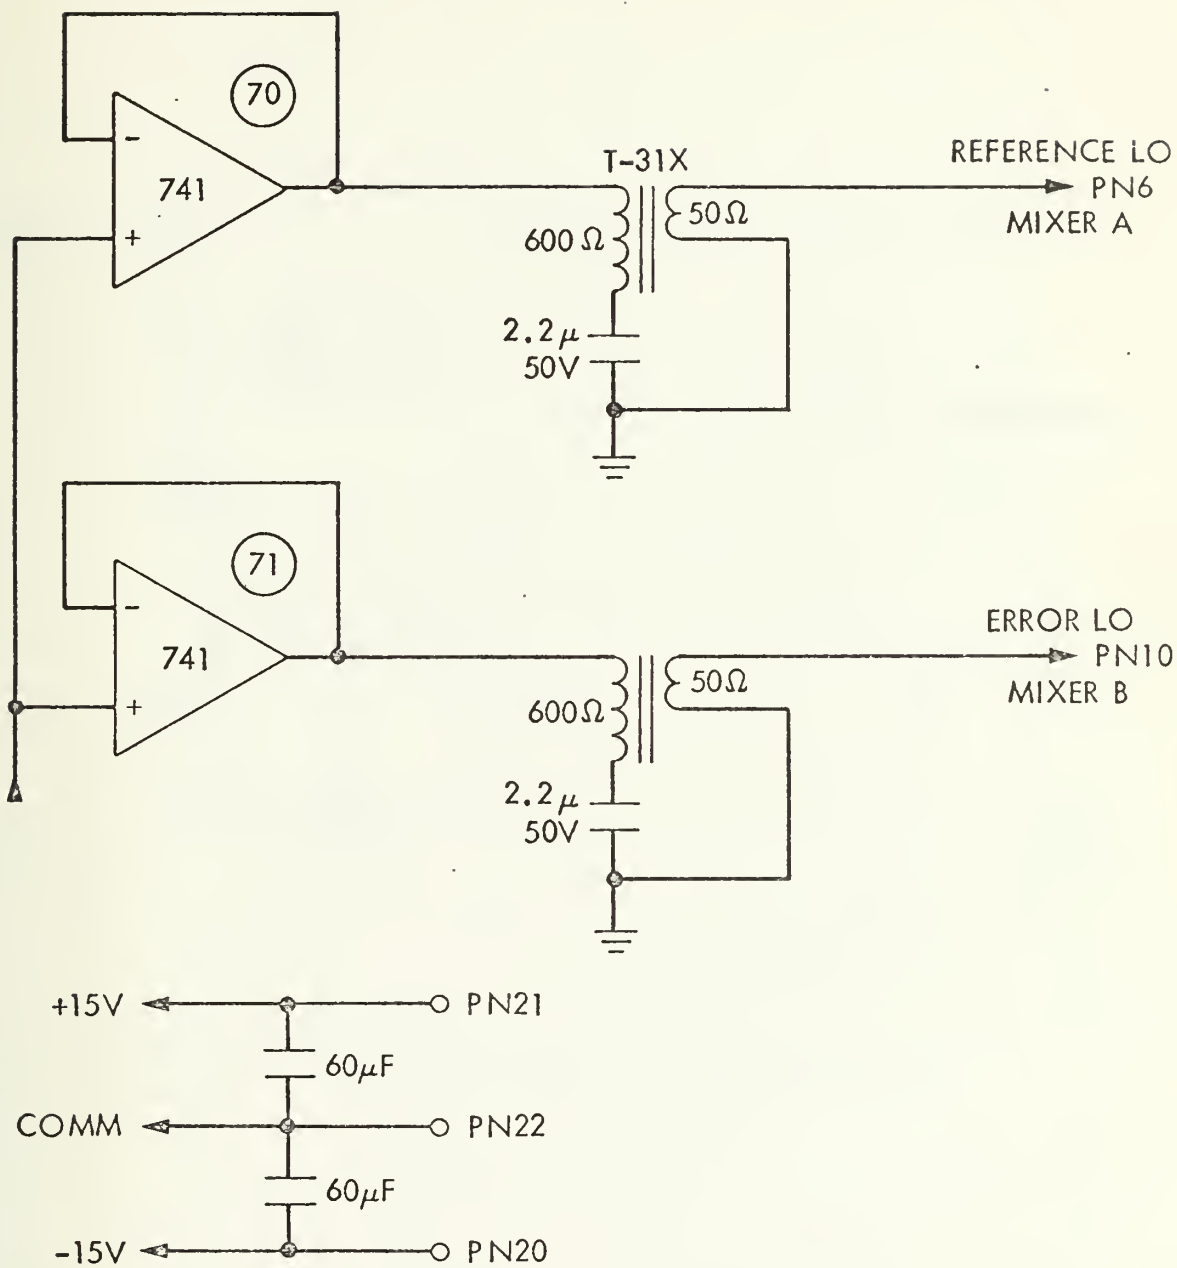 70
-
741
+
T-31X
600Ω
50Ω
2.2μ
50V
REFERENCE LO
PN6
MIXER A
71
-
741
+
600Ω
50Ω
2.2μ
50V
ERROR LO
PN10
MIXER B
+15V
PN21
60μF
COMM
PN22
60μF
-15V
PN20